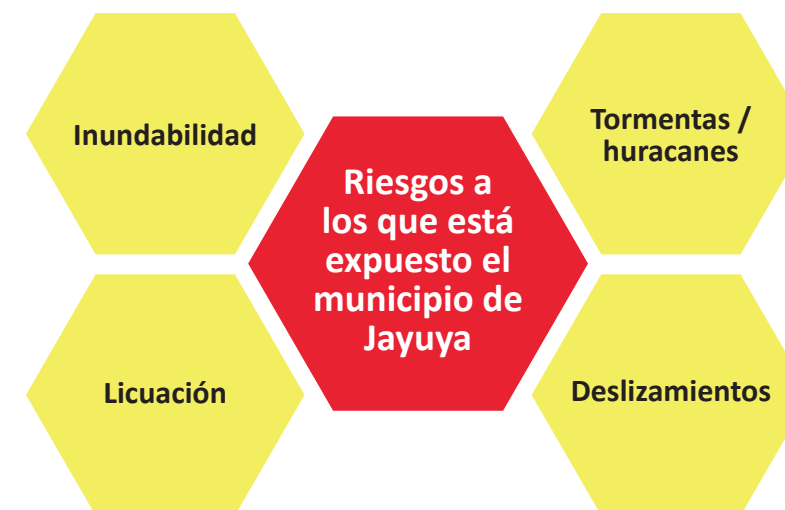 Inundabilidad
Tormentas /
huracanes
Riesgos a
los que está
expuesto el
municipio de
Jayuya
Licuación
Deslizamientos